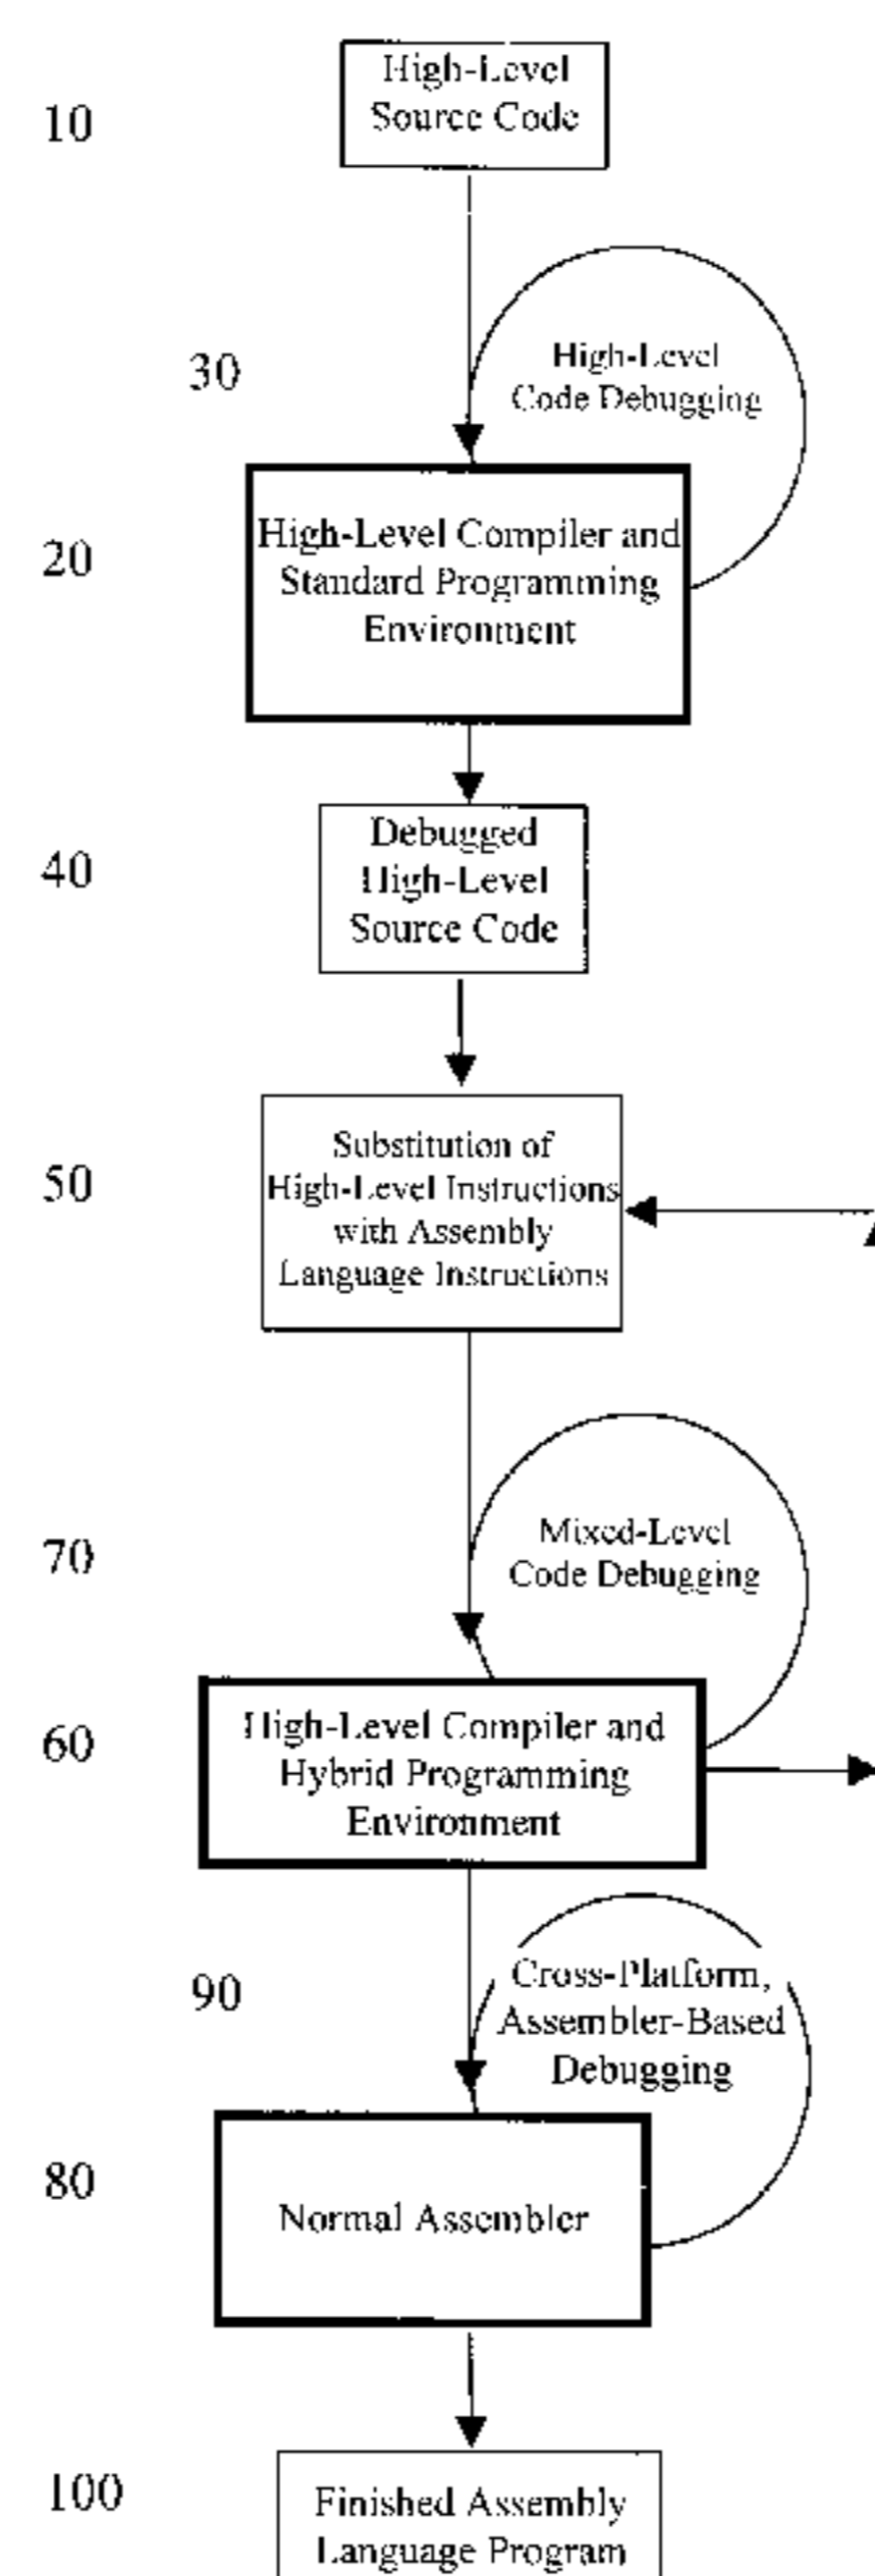 High-Level
Source Code
10
30
High-Level
Code Debugging
20
High-Level Compiler and
Standard Programming
Environment
40
Debugged
High-Level
Source Code
50
Substitution of
High-Level Instructions
with Assembly
Language Instructions
70
Mixed-Level
Code Debugging
60
High-Level Compiler and
Hybrid Programming
Environment
90
Cross-Platform,
Assembler-Based
Debugging
80
Normal Assembler
100
Finished Assembly
Language Program